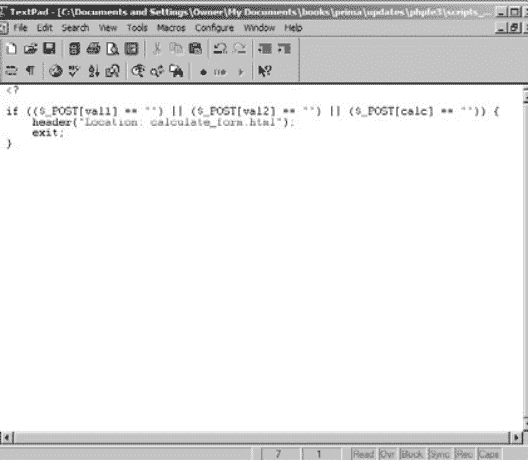 TextPad - [C:\Documents and Settings\Owner\My Documents\books\prima\updates\phpfe3\scripts_...
File Edit Search View Tools Macros Configure Window Help
<?
if (($_POST[val1] == "") || ($_POST[val2] == "") || ($_POST[calc] == "")) {
header("Location: calculate_form.html");
exit;
}
7 1 Read Ovr Block Sync Rec Caps